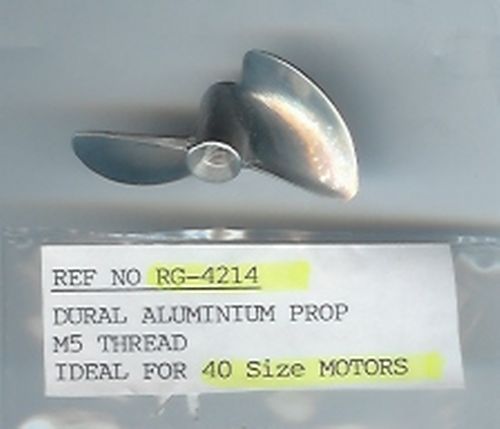 REF NO RG-4214
DURAL ALUMINIUM PROP
M5 THREAD
IDEAL FOR 40 Size MOTORS